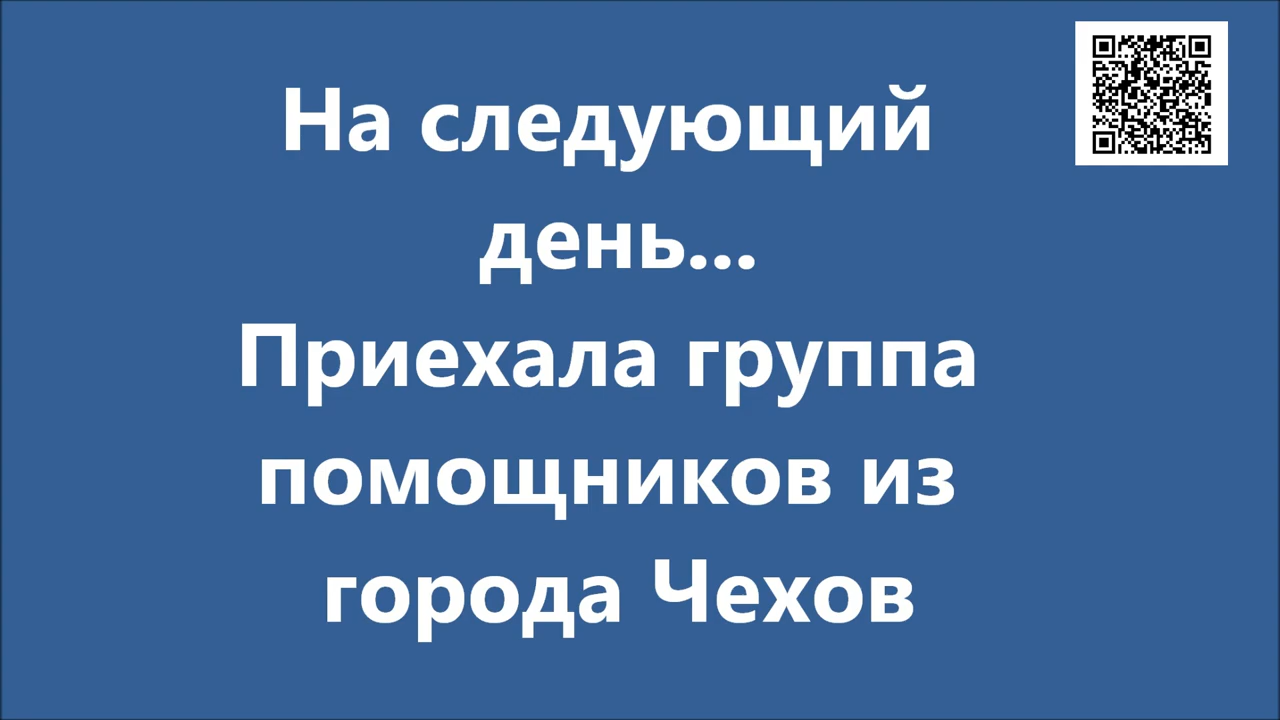 На следующий
день...
Приехала группа
помощников из
города Чехов